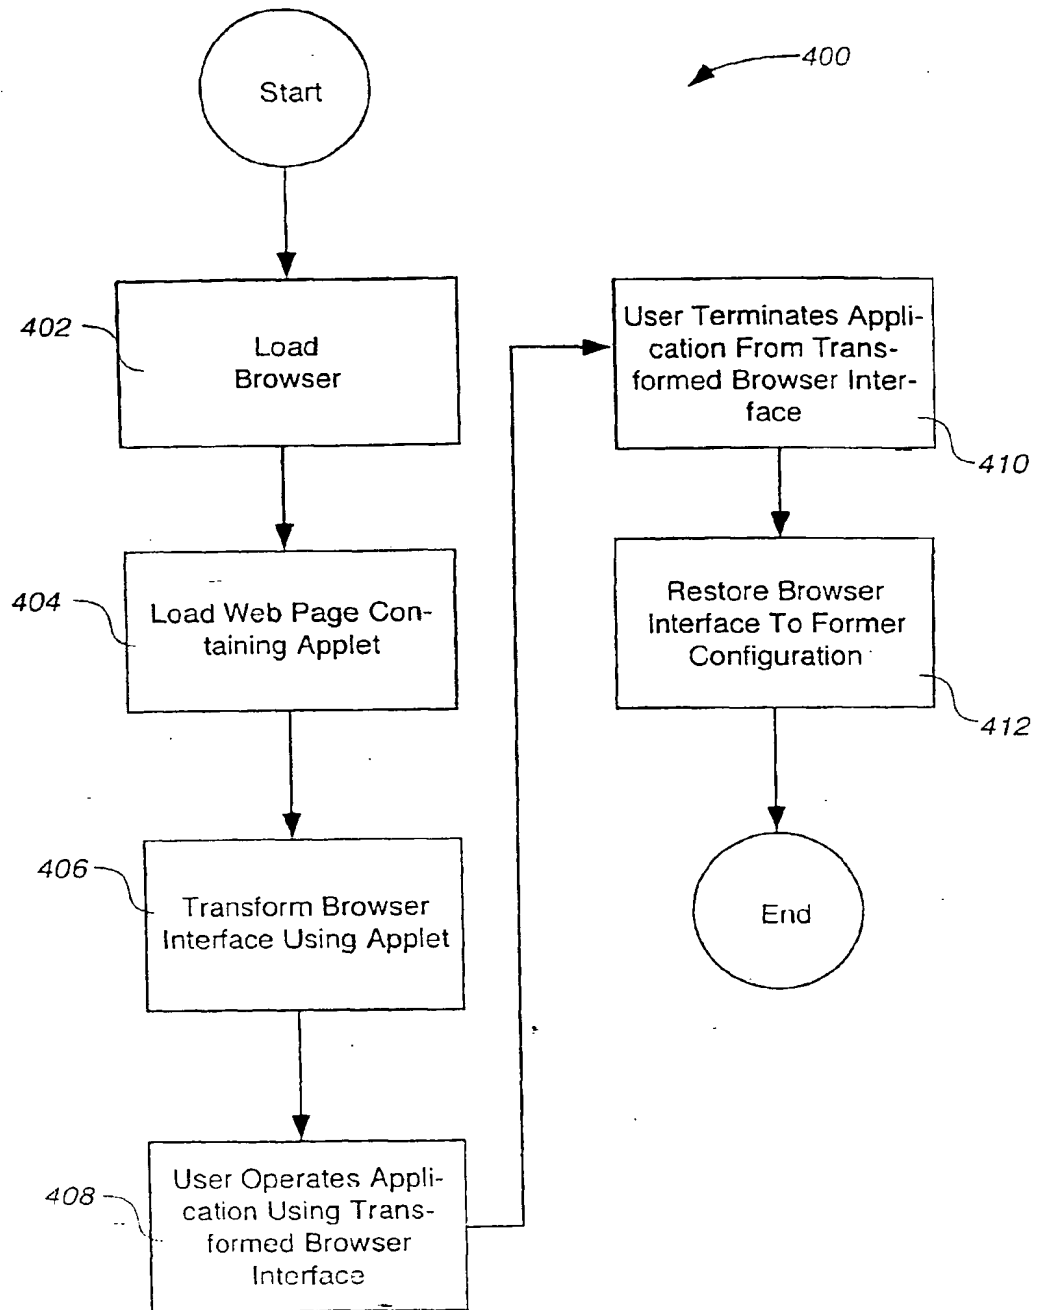 400
Start
402
Load
Browser
404
Load Web Page Con-
taining Applet
406
Transform Browser
Interface Using Applet
408
User Operates Appli-
cation Using Trans-
formed Browser
Interface
User Terminates Appli-
cation From Trans-
formed Browser Inter-
face
410
Restore Browser
Interface To Former
Configuration
412
End